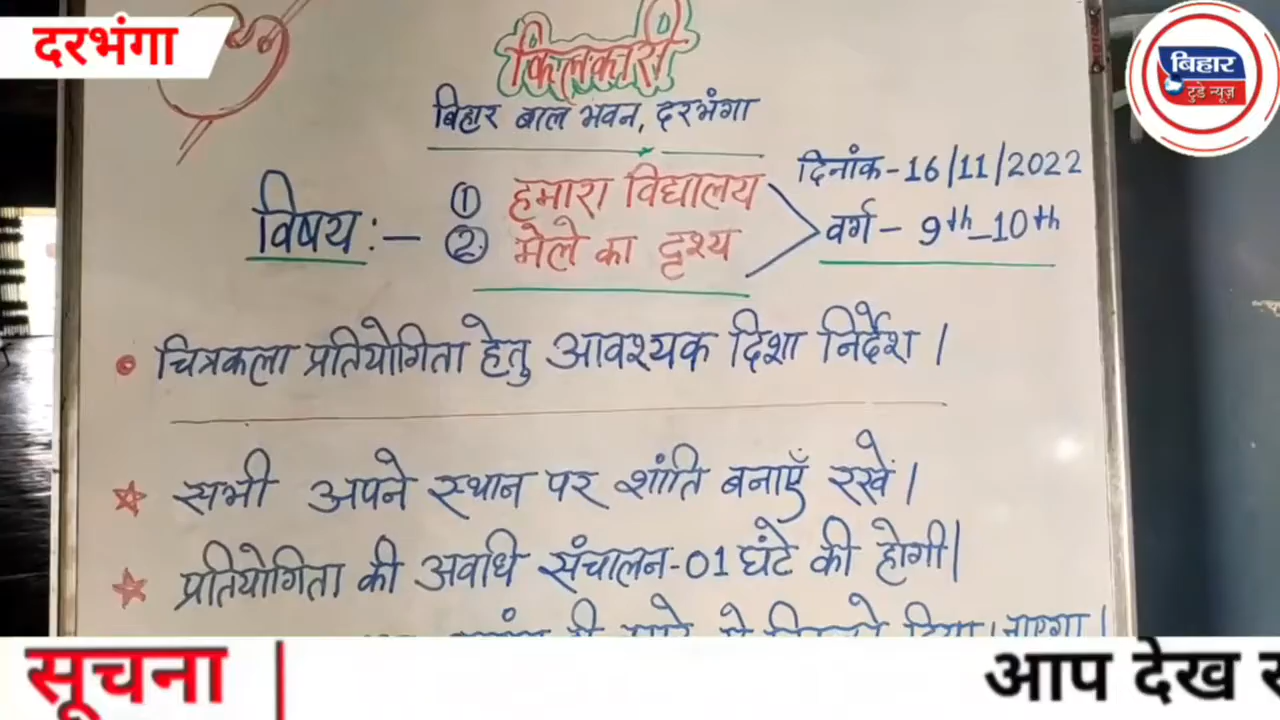 दरभंगा
बिहार
टुडे न्यूज़
किलकारी
बिहार बाल भवन, दरभंगा
दिनांक-16/11/2022
विषय:- ① हमारा विद्यालय
② मेले का दृश्य
वर्ग- 9th-10th
• चित्रकला प्रतियोगिता हेतु आवश्यक दिशा निर्देश।
☆ सभी अपने स्थान पर शांति बनाएँ रखें।
☆ प्रतियोगिता की अवधि संचालन-01 घंटे की होगी।
दिया जाएगा।
सूचना |
आप देख